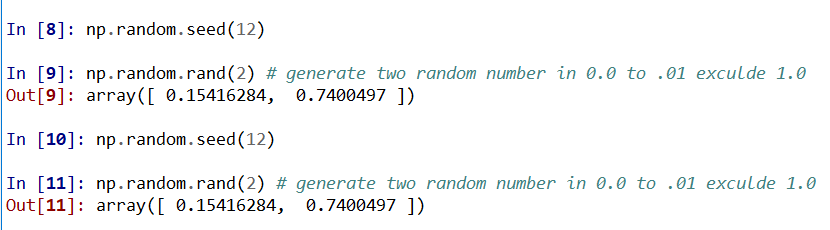 In [8]: np.random.seed(12)
In [9]: np.random.rand(2) # generate two random number in 0.0 to .01 exculde 1.0
Out[9]: array([ 0.15416284,  0.7400497 ])
In [10]: np.random.seed(12)
In [11]: np.random.rand(2) # generate two random number in 0.0 to .01 exculde 1.0
Out[11]: array([ 0.15416284,  0.7400497 ])